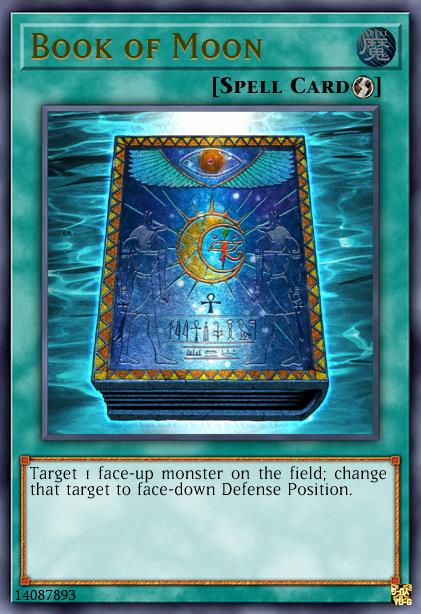 Book of Moon
魔
[Spell Card]
Target 1 face-up monster on the field; change
that target to face-down Defense Position.
14087893